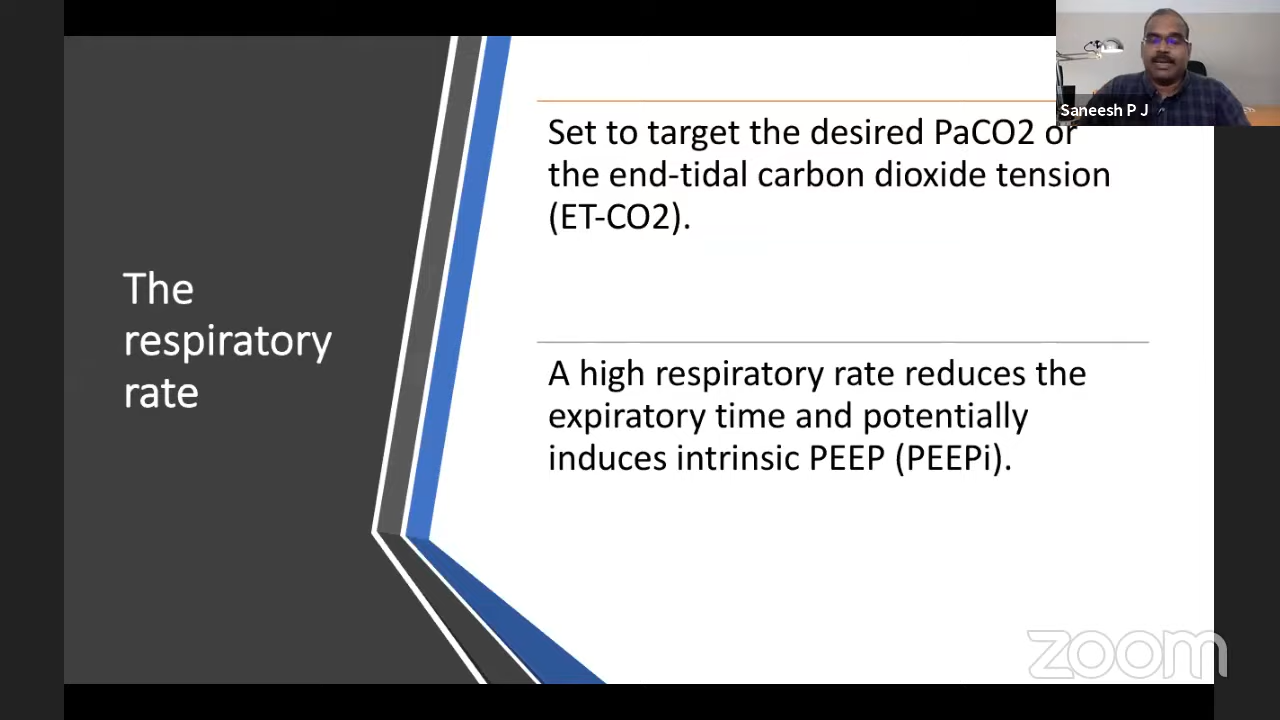 Saneesh P J
Set to target the desired PaCO2 or
the end-tidal carbon dioxide tension
(ET-CO2).
The
respiratory
rate
A high respiratory rate reduces the
expiratory time and potentially
induces intrinsic PEEP (PEEPi).
zoom